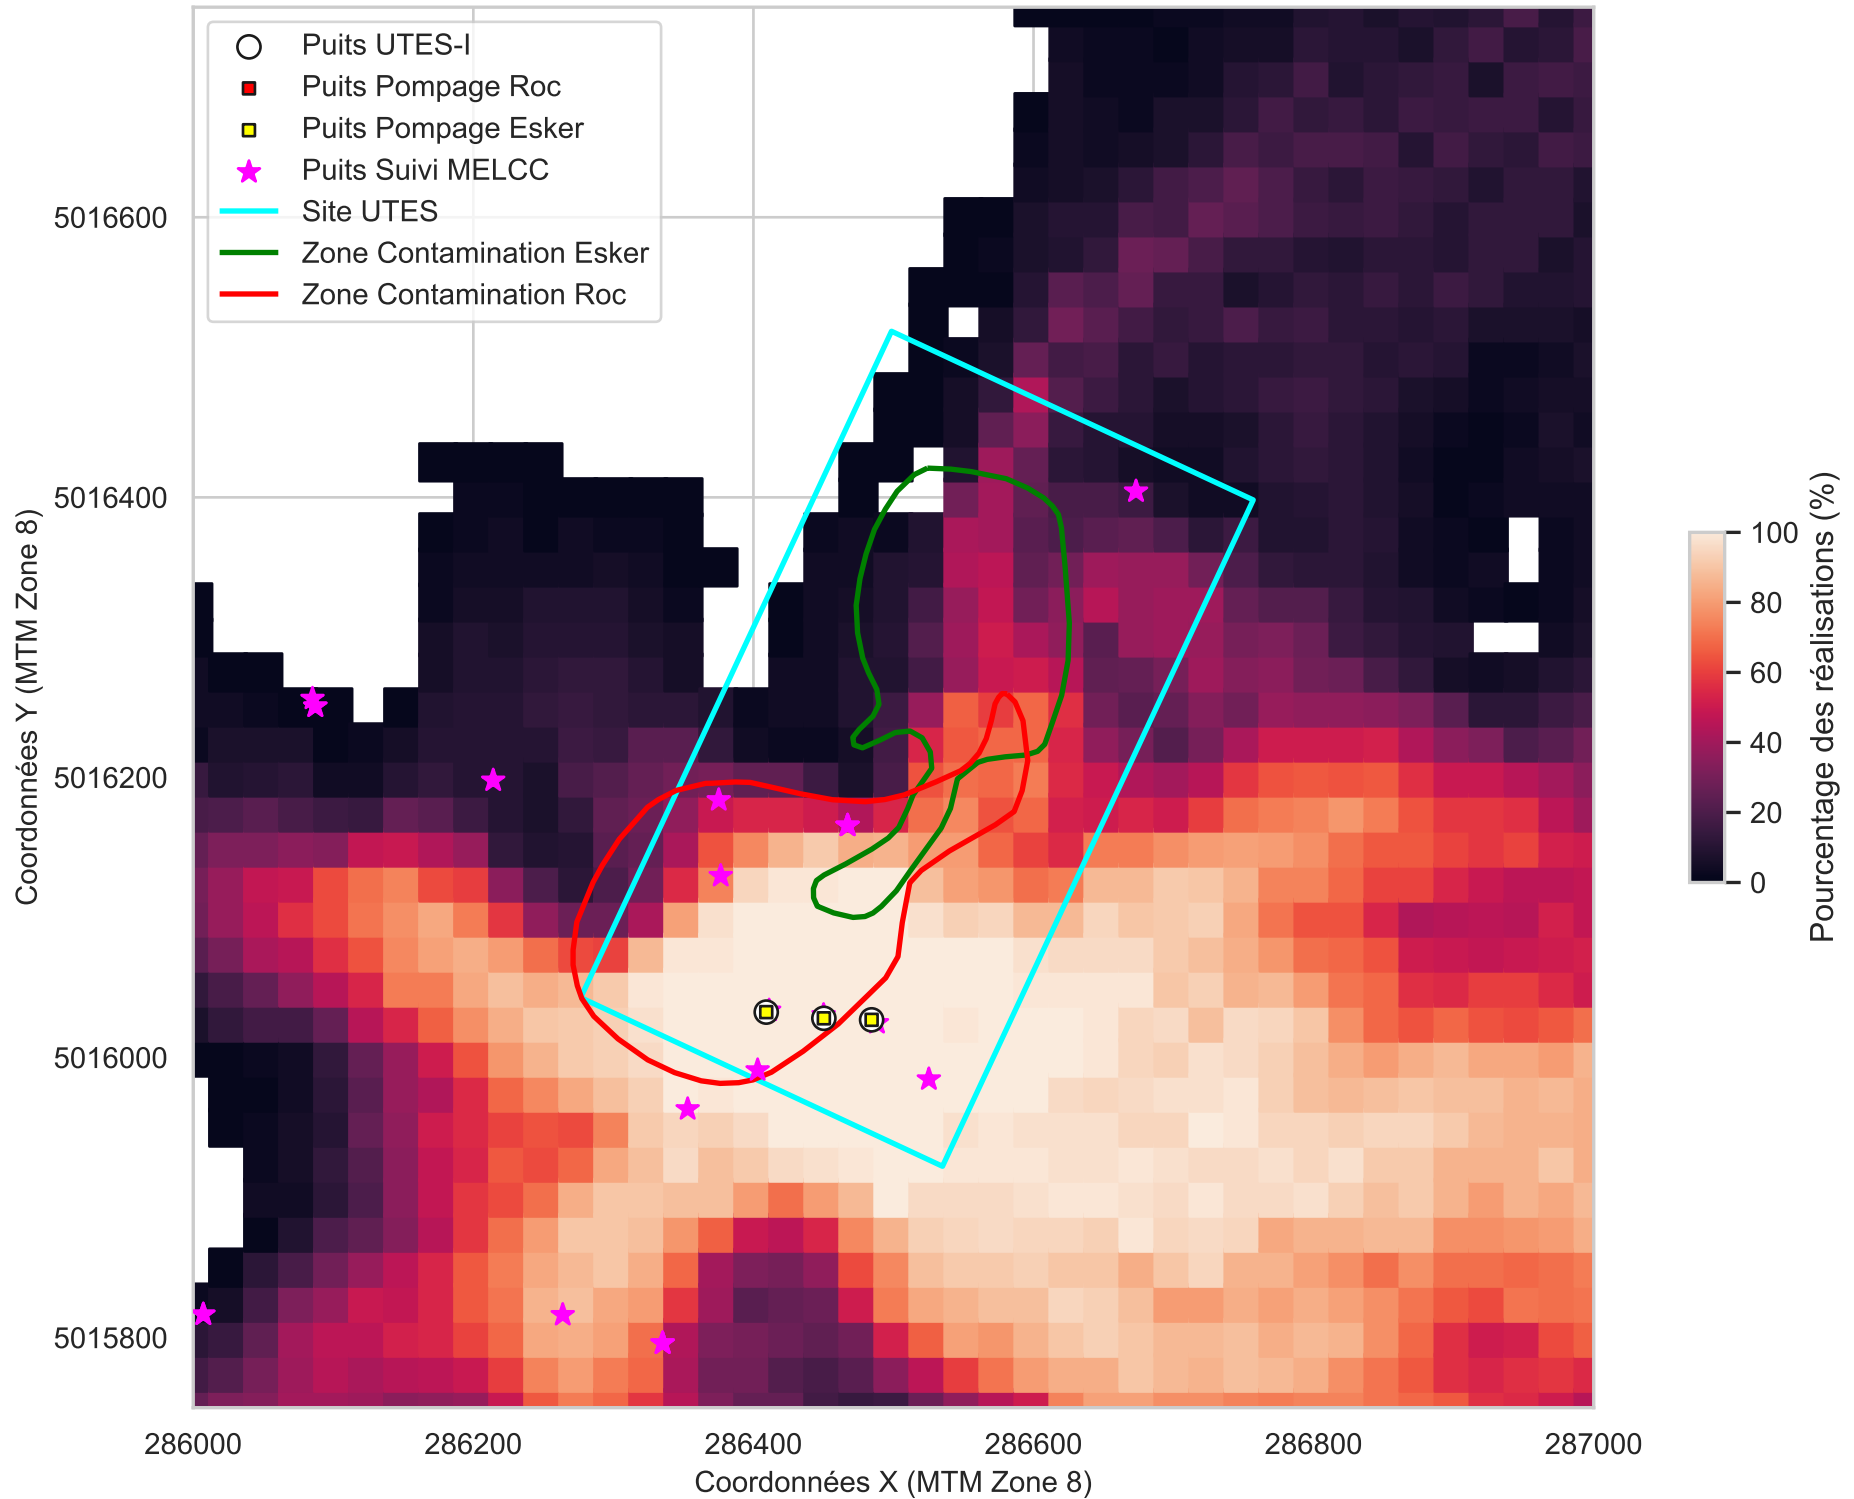 Puits UTES-I
Puits Pompage Roc
Puits Pompage Esker
Puits Suivi MELCC
Site UTES
Zone Contamination Esker
Zone Contamination Roc
5016600
5016400
5016200
5016000
5015800
Coordonnées Y (MTM Zone 8)
286000
286200
286400
286600
286800
287000
Coordonnées X (MTM Zone 8)
100
80
60
40
20
0
Pourcentage des réalisations (%)